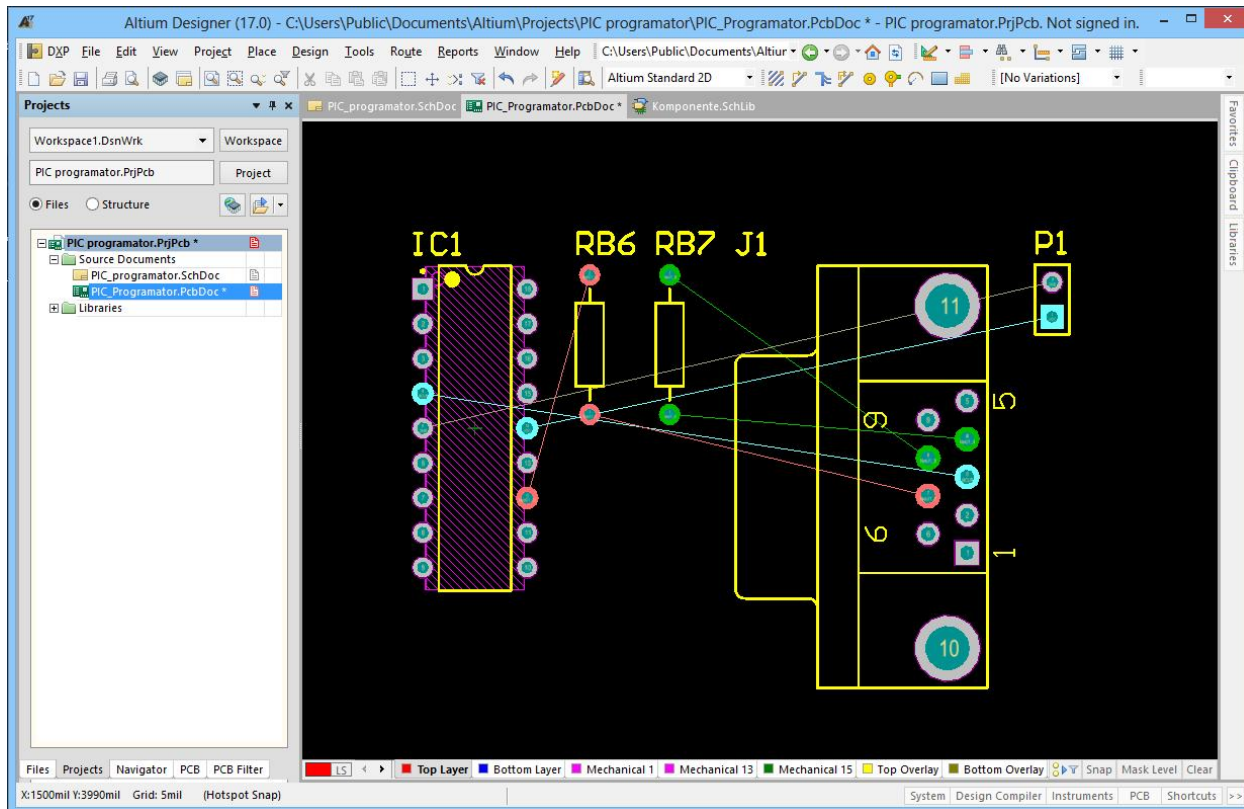 Altium Designer (17.0) - C:\Users\Public\Documents\Altium\Projects\PIC programator\PIC_Programator.PcbDoc * - PIC programator.PrjPcb. Not signed in.
DXP File Edit View Project Place Design Tools Route Reports Window Help C:\Users\Public\Documents\Altiur
Altium Standard 2D [No Variations]
Projects
PIC_programator.SchDoc PIC_Programator.PcbDoc * Komponente.SchLib
Favorites
Clipboard
Libraries
Workspace1.DsnWrk Workspace
PIC programator.PrjPcb Project
Files Structure
PIC programator.PrjPcb *
Source Documents
PIC_programator.SchDoc
PIC_Programator.PcbDoc *
Libraries
IC1 RB6 RB7 J1 P1
11
5
9
6
1
10
Files Projects Navigator PCB PCB Filter
LS Top Layer Bottom Layer Mechanical 1 Mechanical 13 Mechanical 15 Top Overlay Bottom Overlay Snap Mask Level Clear
X:1500mil Y:3990mil Grid: 5mil (Hotspot Snap)
System Design Compiler Instruments PCB Shortcuts >>